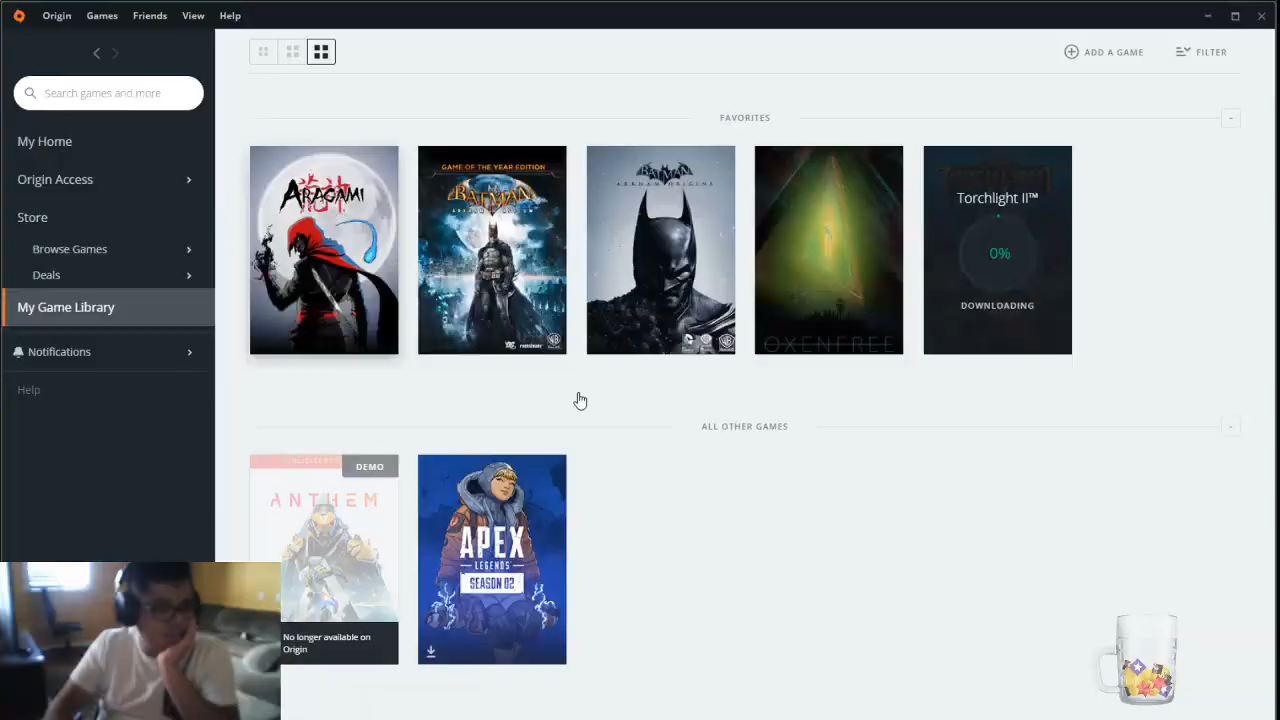 Origin Games Friends View Help
Search games and more
ADD A GAME
FILTER
My Home
Origin Access
Store
Browse Games
Deals
My Game Library
Notifications
Help
FAVORITES
ARAGAMI
GAME OF THE YEAR EDITION
BATMAN
ARKHAM ASYLUM
ARKHAM ORIGINS
OXENFREE
Torchlight II™
0%
DOWNLOADING
ALL OTHER GAMES
DEMO
ANTHEM
No longer available on
Origin
APEX
LEGENDS
SEASON 02